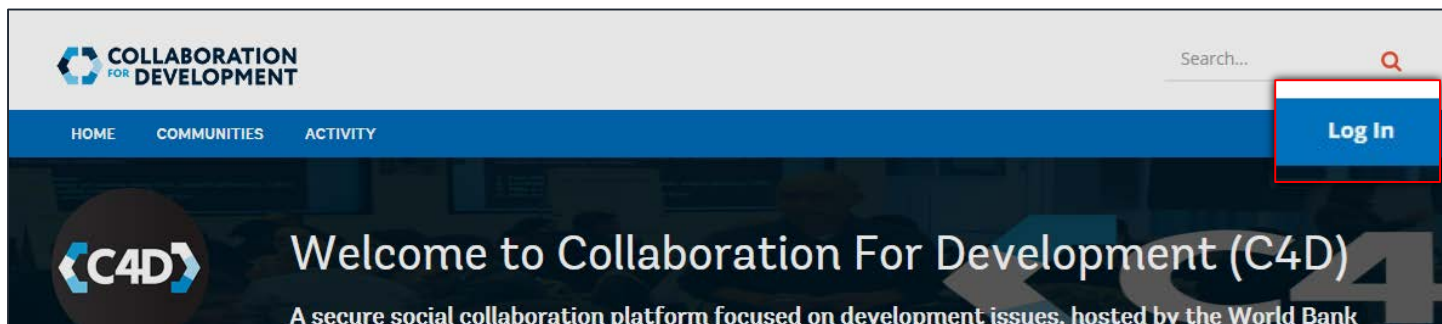 COLLABORATION
FOR DEVELOPMENT
Search...
HOME COMMUNITIES ACTIVITY Log In
C4D
Welcome to Collaboration For Development (C4D)
C4
A secure social collaboration platform focused on development issues, hosted by the World Bank